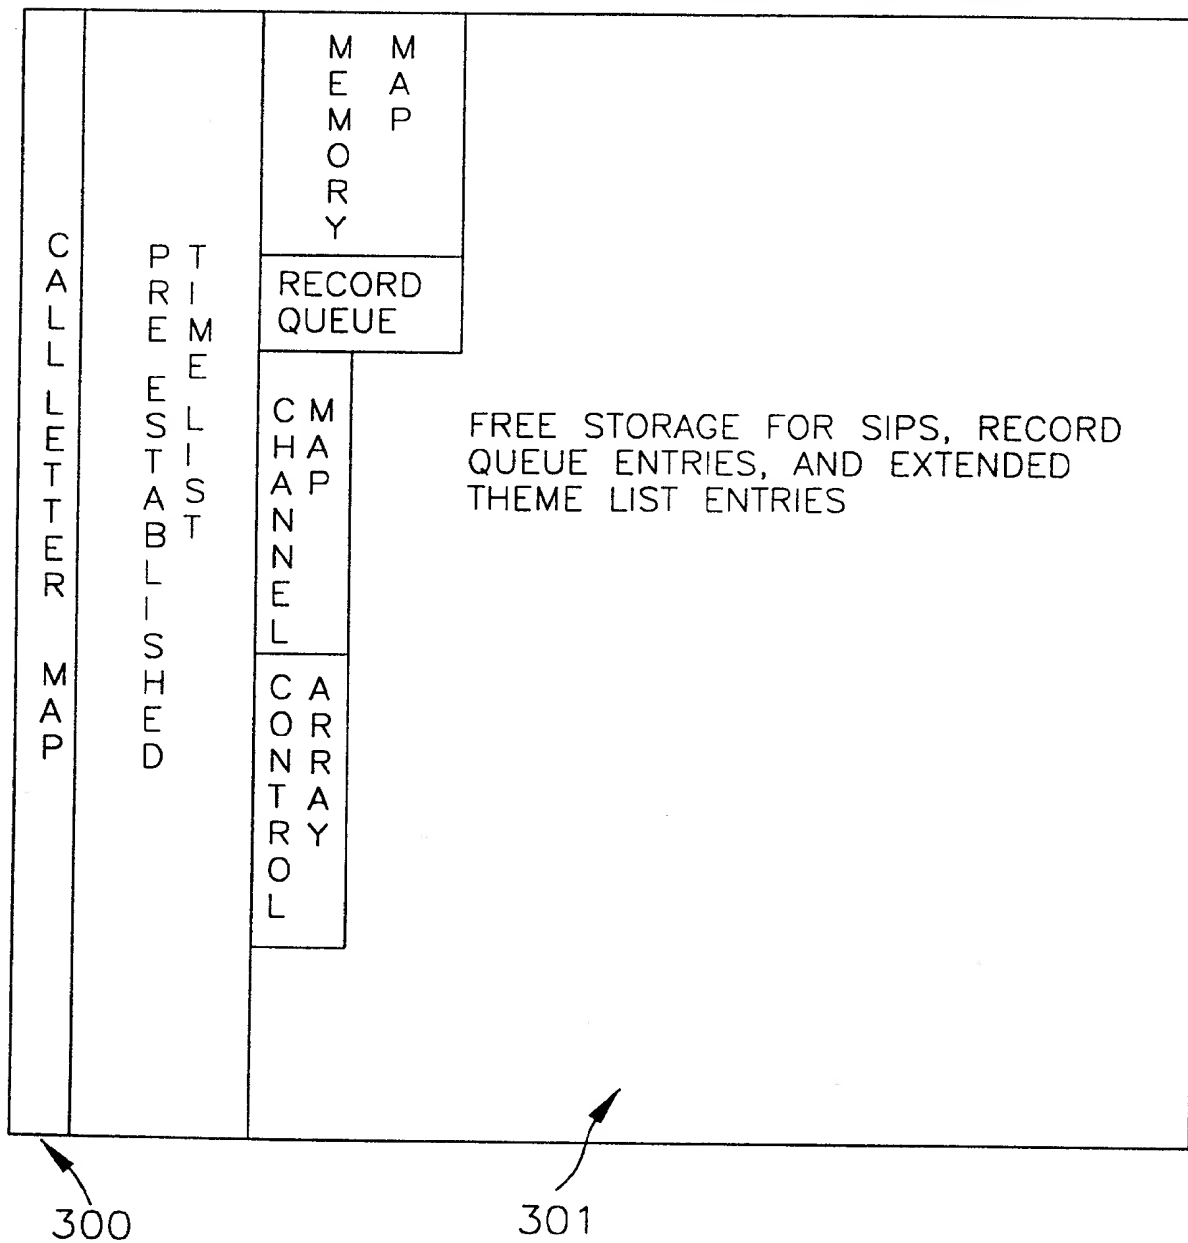 CALL LETTER MAP
PRE ESTABLISHED
TIME LIST
MEMORY
MAP
RECORD
QUEUE
CHANNEL
MAP
CONTROL
ARRAY
FREE STORAGE FOR SIPS, RECORD
QUEUE ENTRIES, AND EXTENDED
THEME LIST ENTRIES
300
301